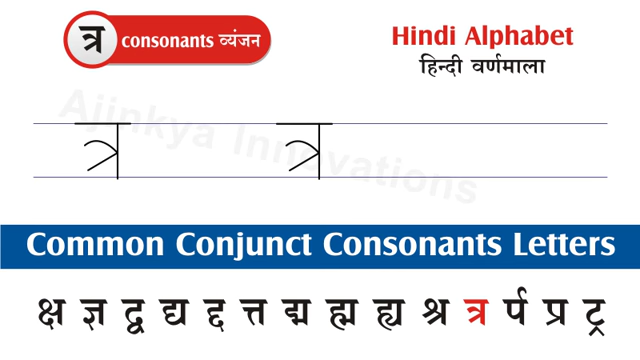 त्र consonants व्यंजन
Hindi Alphabet
हिन्दी वर्णमाला
Ajinkya Innovations
त्र त्र
Common Conjunct Consonants Letters
क्ष ज्ञ द्व द्य द्द त्त द्म ह्म ह्य श्र त्र र्प प्र ट्र